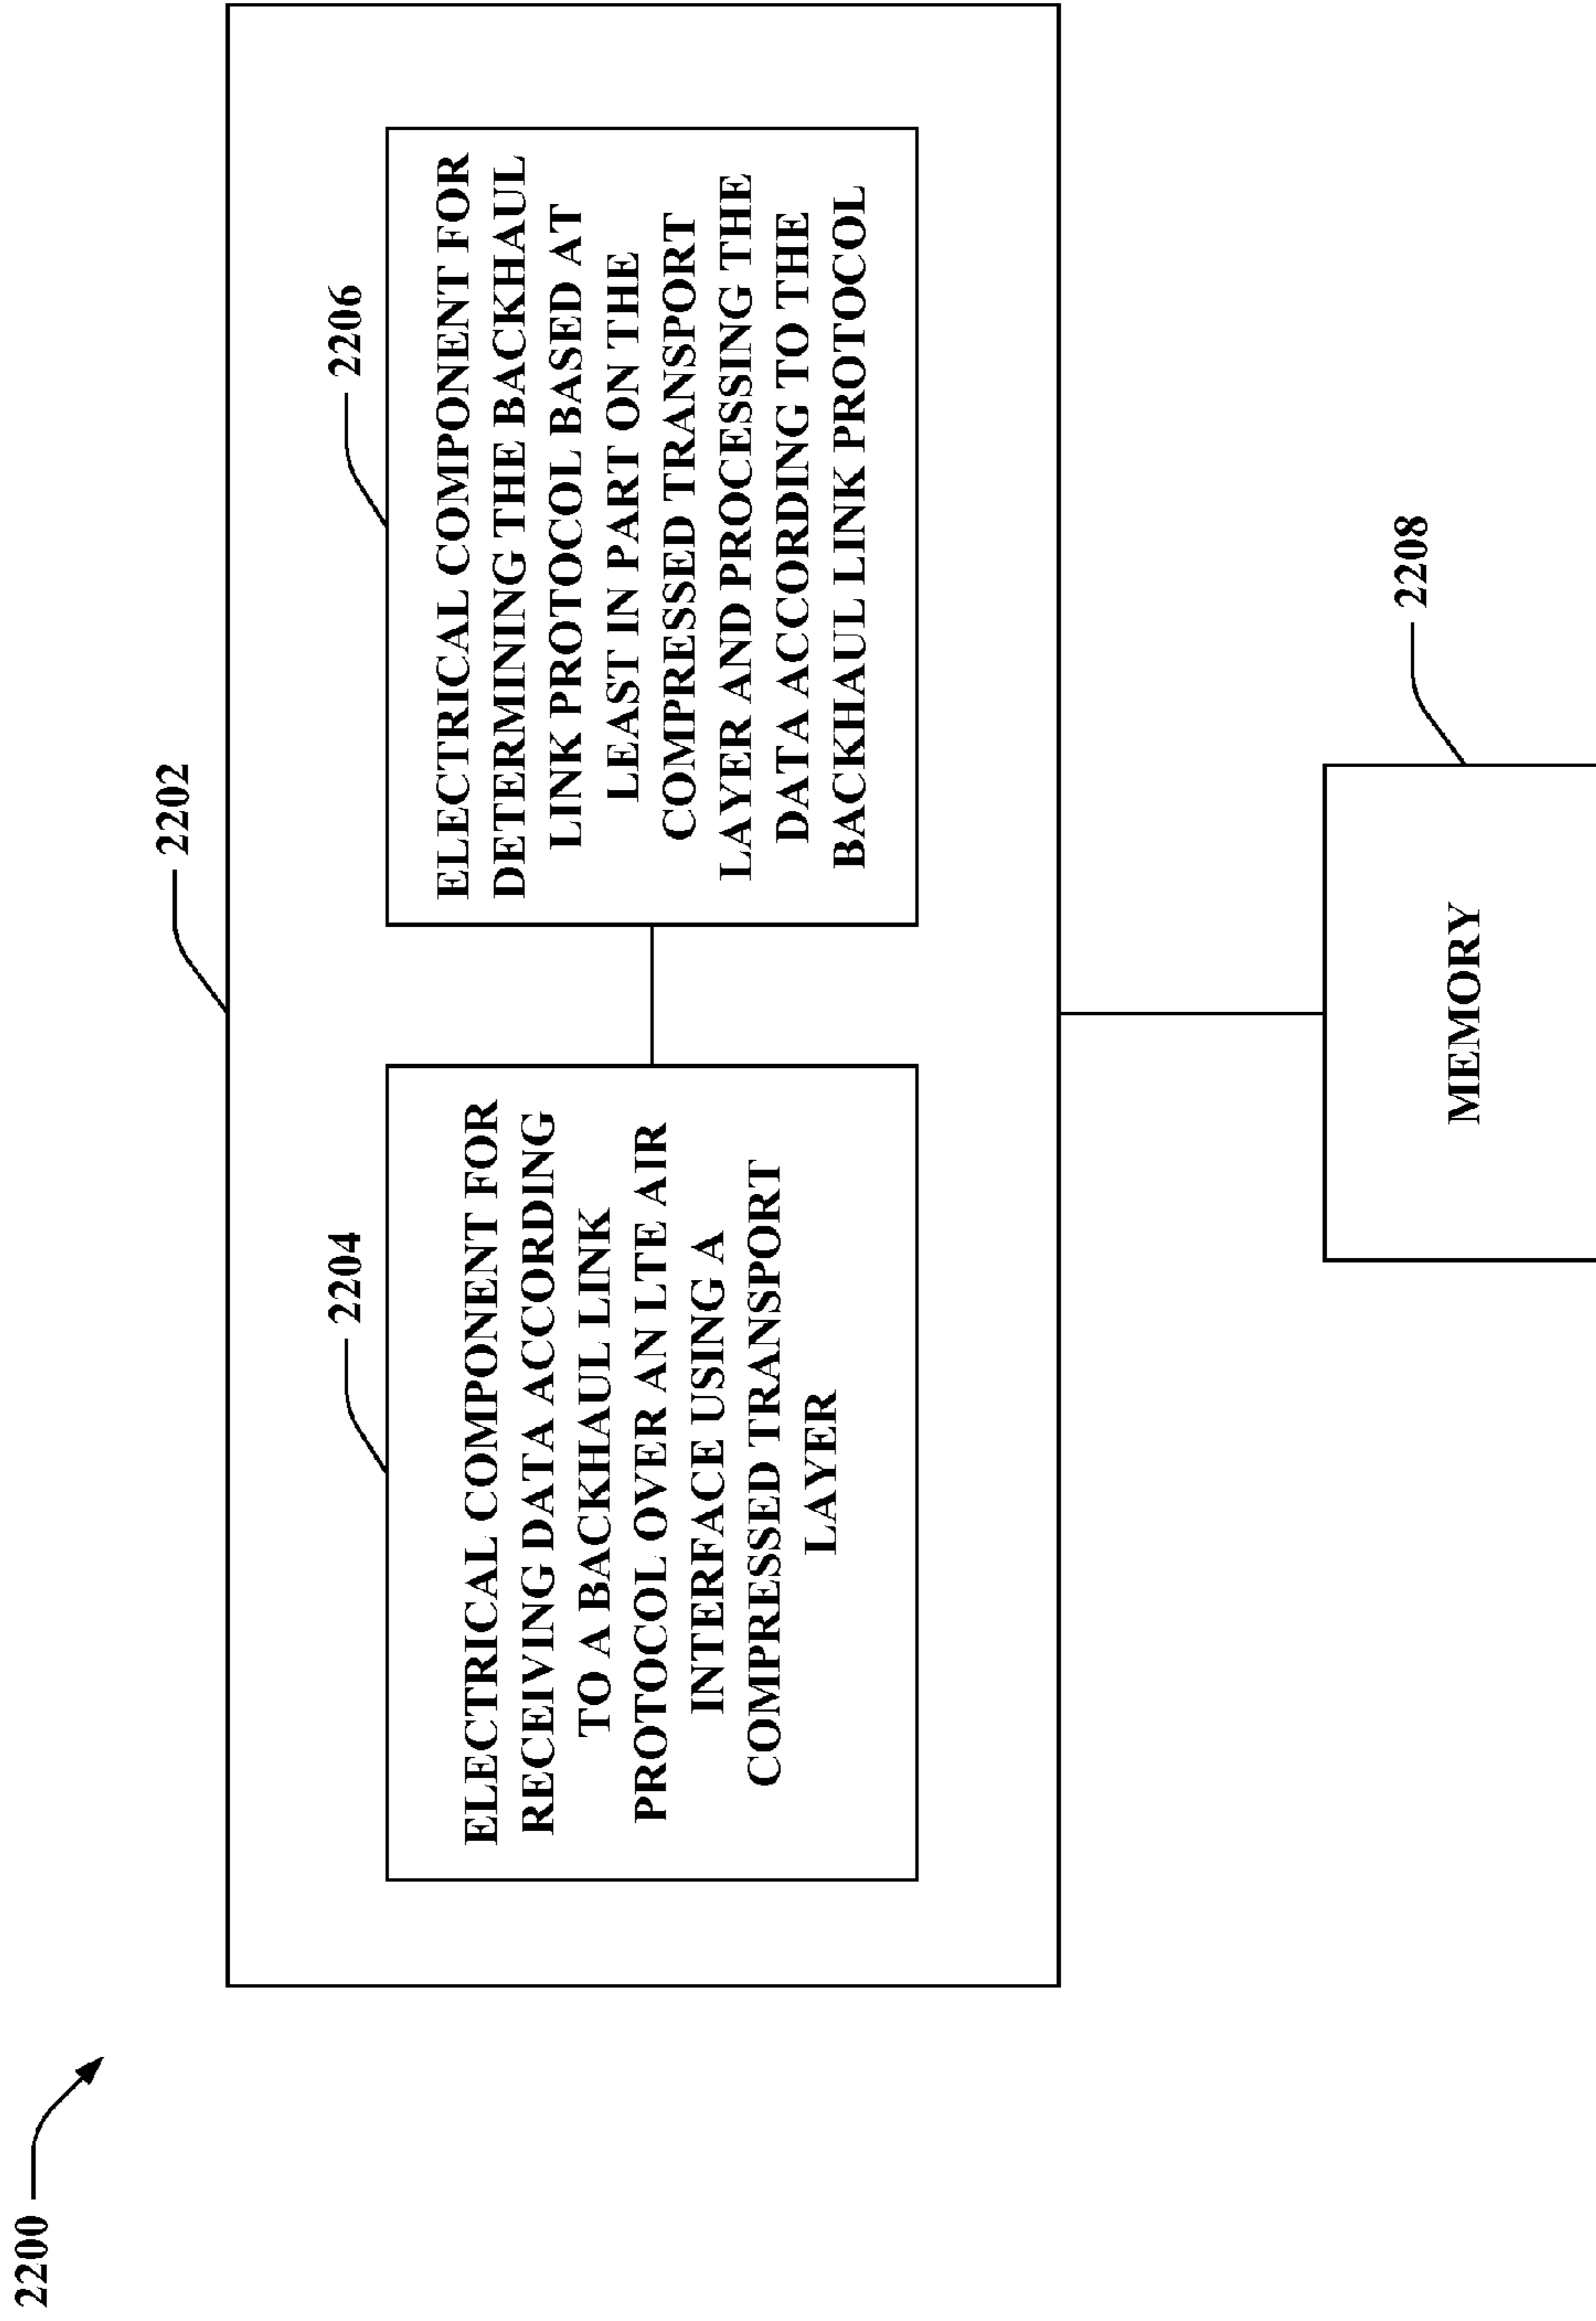 2200
2202
2204
ELECTRICAL COMPONENT FOR
RECEIVING DATA ACCORDING
TO A BACKHAUL LINK
PROTOCOL OVER AN LTE AIR
INTERFACE USING A
COMPRESSED TRANSPORT
LAYER
2206
ELECTRICAL COMPONENT FOR
DETERMINING THE BACKHAUL
LINK PROTOCOL BASED AT
LEAST IN PART ON THE
COMPRESSED TRANSPORT
LAYER AND PROCESSING THE
DATA ACCORDING TO THE
BACKHAUL LINK PROTOCOL
2208
MEMORY